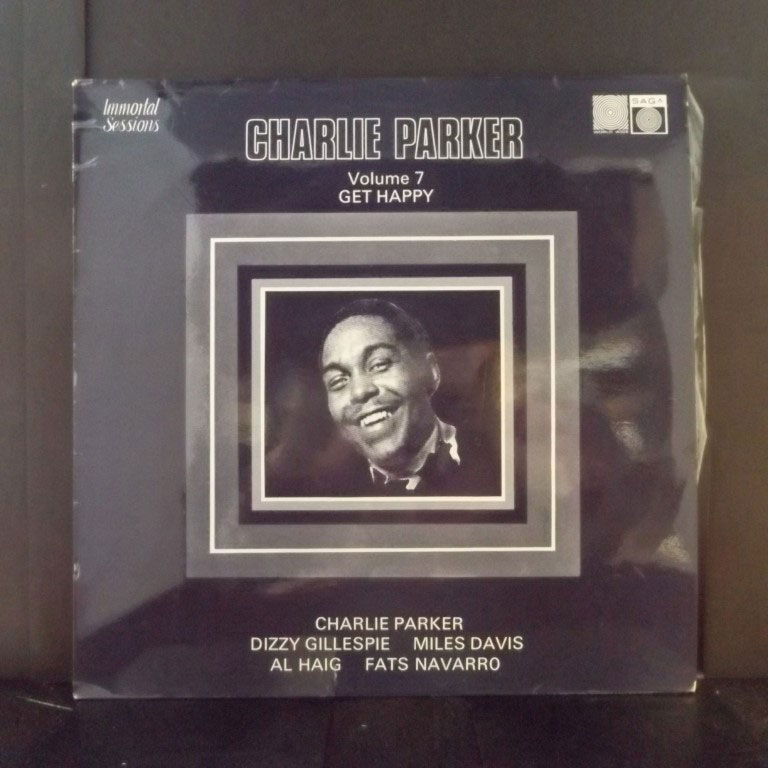 Immortal
Sessions
SAGA
CHARLIE PARKER
Volume 7
GET HAPPY
CHARLIE PARKER
DIZZY GILLESPIE MILES DAVIS
AL HAIG FATS NAVARRO